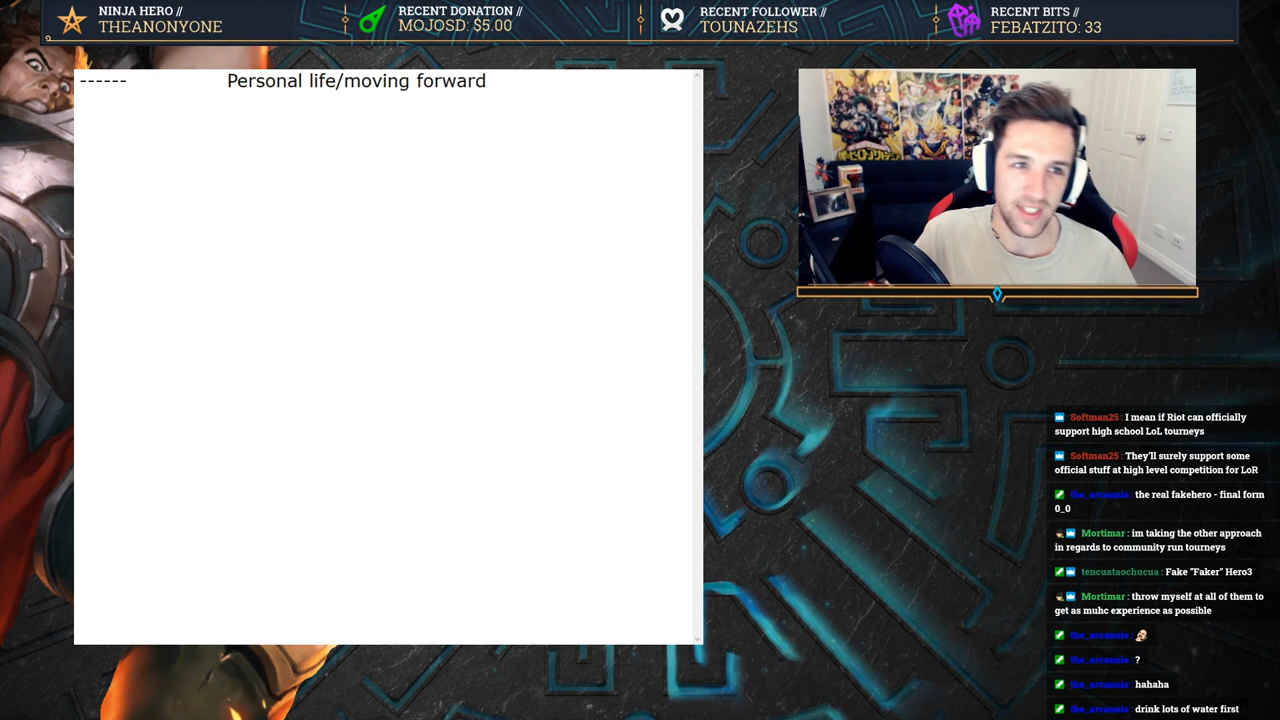 NINJA HERO //
THEANONYONE
RECENT DONATION //
MOJOSD: $5.00
RECENT FOLLOWER //
TOUNAZEHS
RECENT BITS //
FEBATZITO: 33
------ Personal life/moving forward
Softman25 : I mean if Riot can officially
support high school LoL tourneys
Softman25 : They'll surely support some
official stuff at high level competition for LoR
the_arcannis : the real fakehero - final form
0_0
Mortimar : im taking the other approach
in regards to community run tourneys
tencuataochucua : Fake "Faker" Hero3
Mortimar : throw myself at all of them to
get as muhc experience as possible
the_arcannis :
the_arcannis : ?
the_arcannis : hahaha
the_arcannis : drink lots of water first